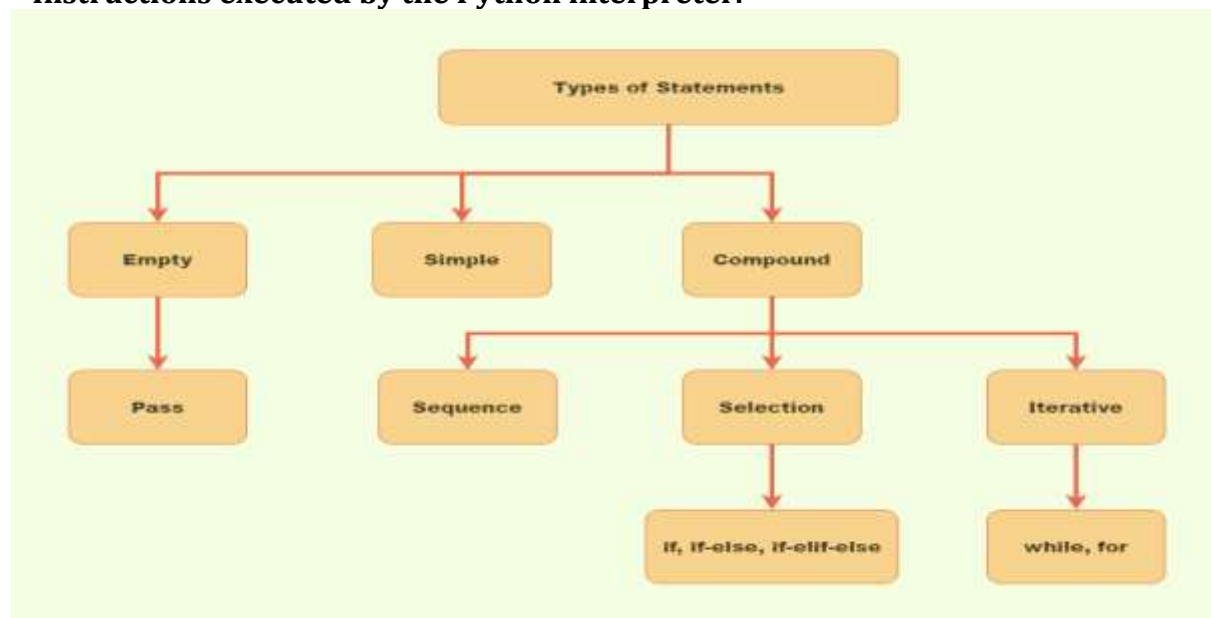 instructions executed by the Python interpreter.
Types of Statements
Empty
Simple
Compound
Pass
Sequence
Selection
Iterative
if, if-else, if-elif-else
while, for